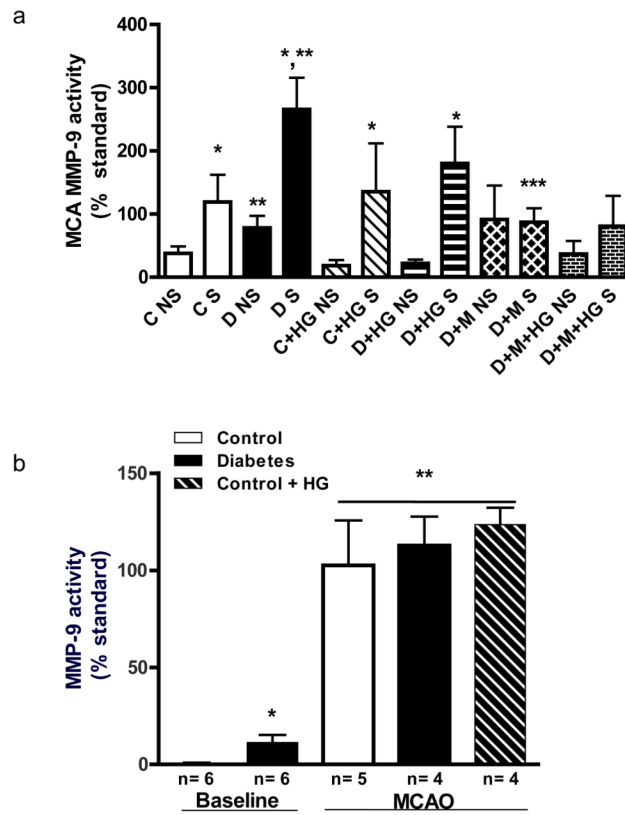 a
MCA MMP-9 activity
(% standard)
400
300
200
100
0
*
**
*,**
*
*
***
C NS
C S
D NS
D S
C+HG NS
C+HG S
D+HG NS
D+HG S
D+M NS
D+M S
D+M+HG NS
D+M+HG S
b
Control
Diabetes
Control + HG
MMP-9 activity
(% standard)
150
100
50
0
*
**
n= 6 n= 6 n= 5 n= 4 n= 4
Baseline MCAO